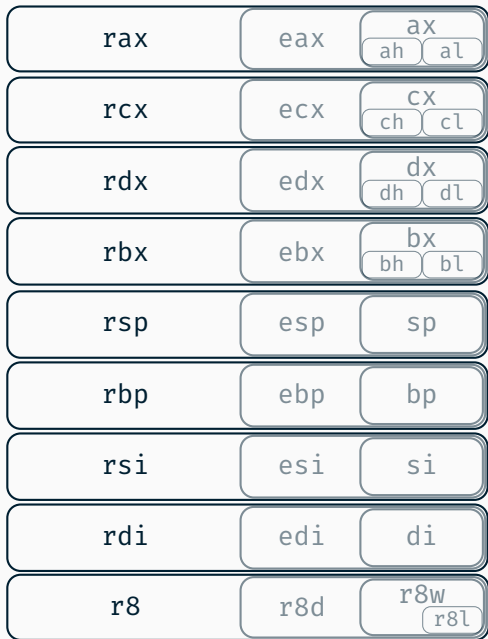 rax eax ax
ah al
rcx ecx cx
ch cl
rdx edx dx
dh dl
rbx ebx bx
bh bl
rsp esp sp
rbp ebp bp
rsi esi si
rdi edi di
r8 r8d r8w
r8l